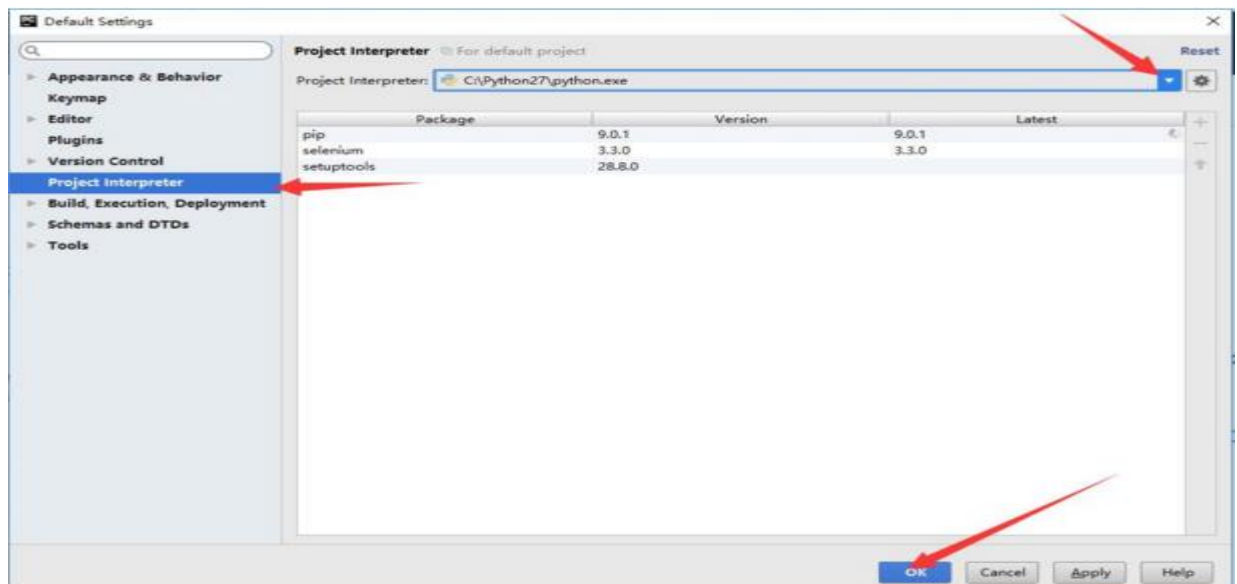 Default Settings
Project Interpreter For default project Reset
Appearance & Behavior
Project Interpreter: C:\Python27\python.exe
Keymap
Editor
Package Version Latest
Plugins
pip 9.0.1 9.0.1
Version Control
selenium 3.3.0 3.3.0
setuptools 28.8.0
Project Interpreter
Build, Execution, Deployment
Schemas and DTDs
Tools
OK Cancel Apply Help